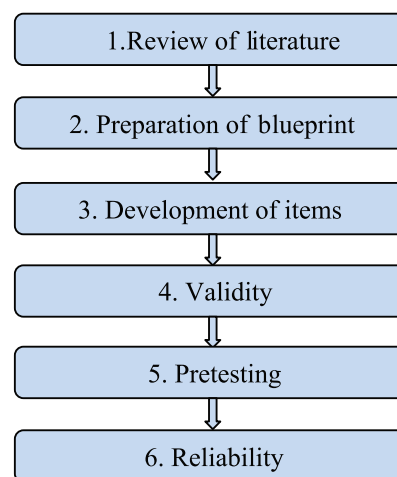 1.Review of literature
2. Preparation of blueprint
3. Development of items
4. Validity
5. Pretesting
6. Reliability